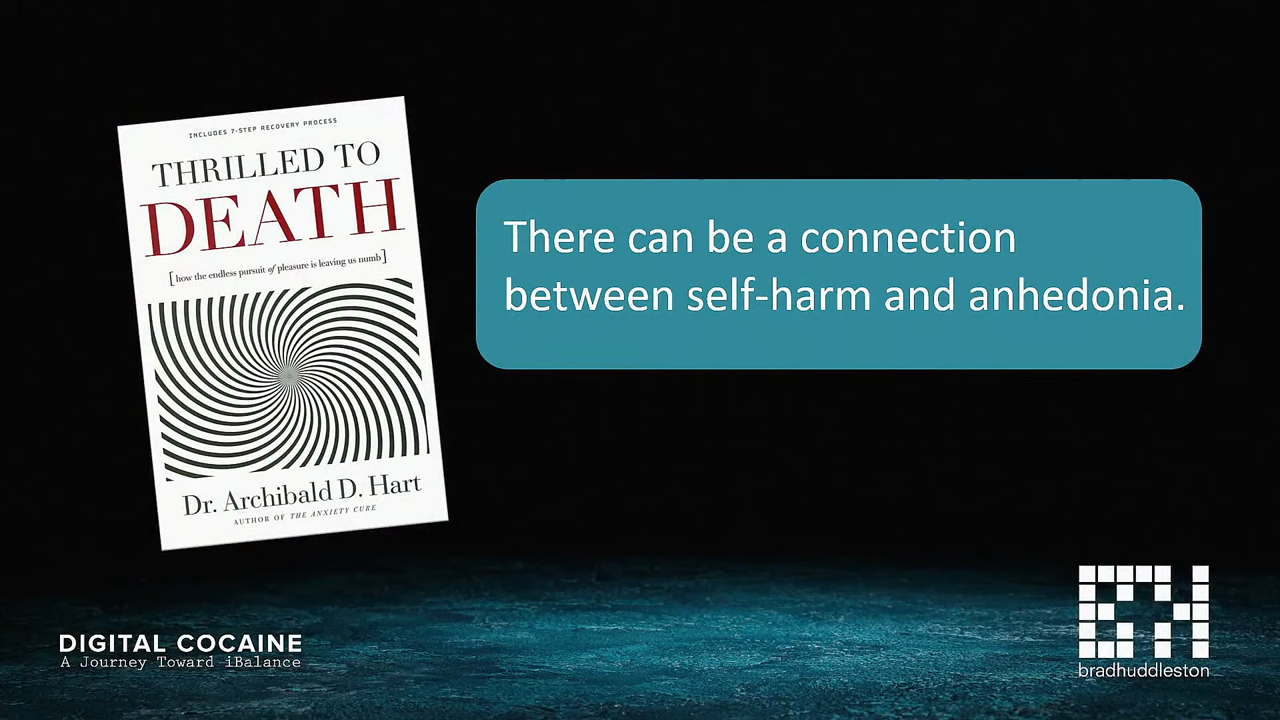 INCLUDES 7-STEP RECOVERY PROCESS
THRILLED TO
DEATH
[how the endless pursuit of pleasure is leaving us numb]
Dr. Archibald D. Hart
AUTHOR OF THE ANXIETY CURE
There can be a connection
between self-harm and anhedonia.
DIGITAL COCAINE
A Journey Toward iBalance
bradhuddleston